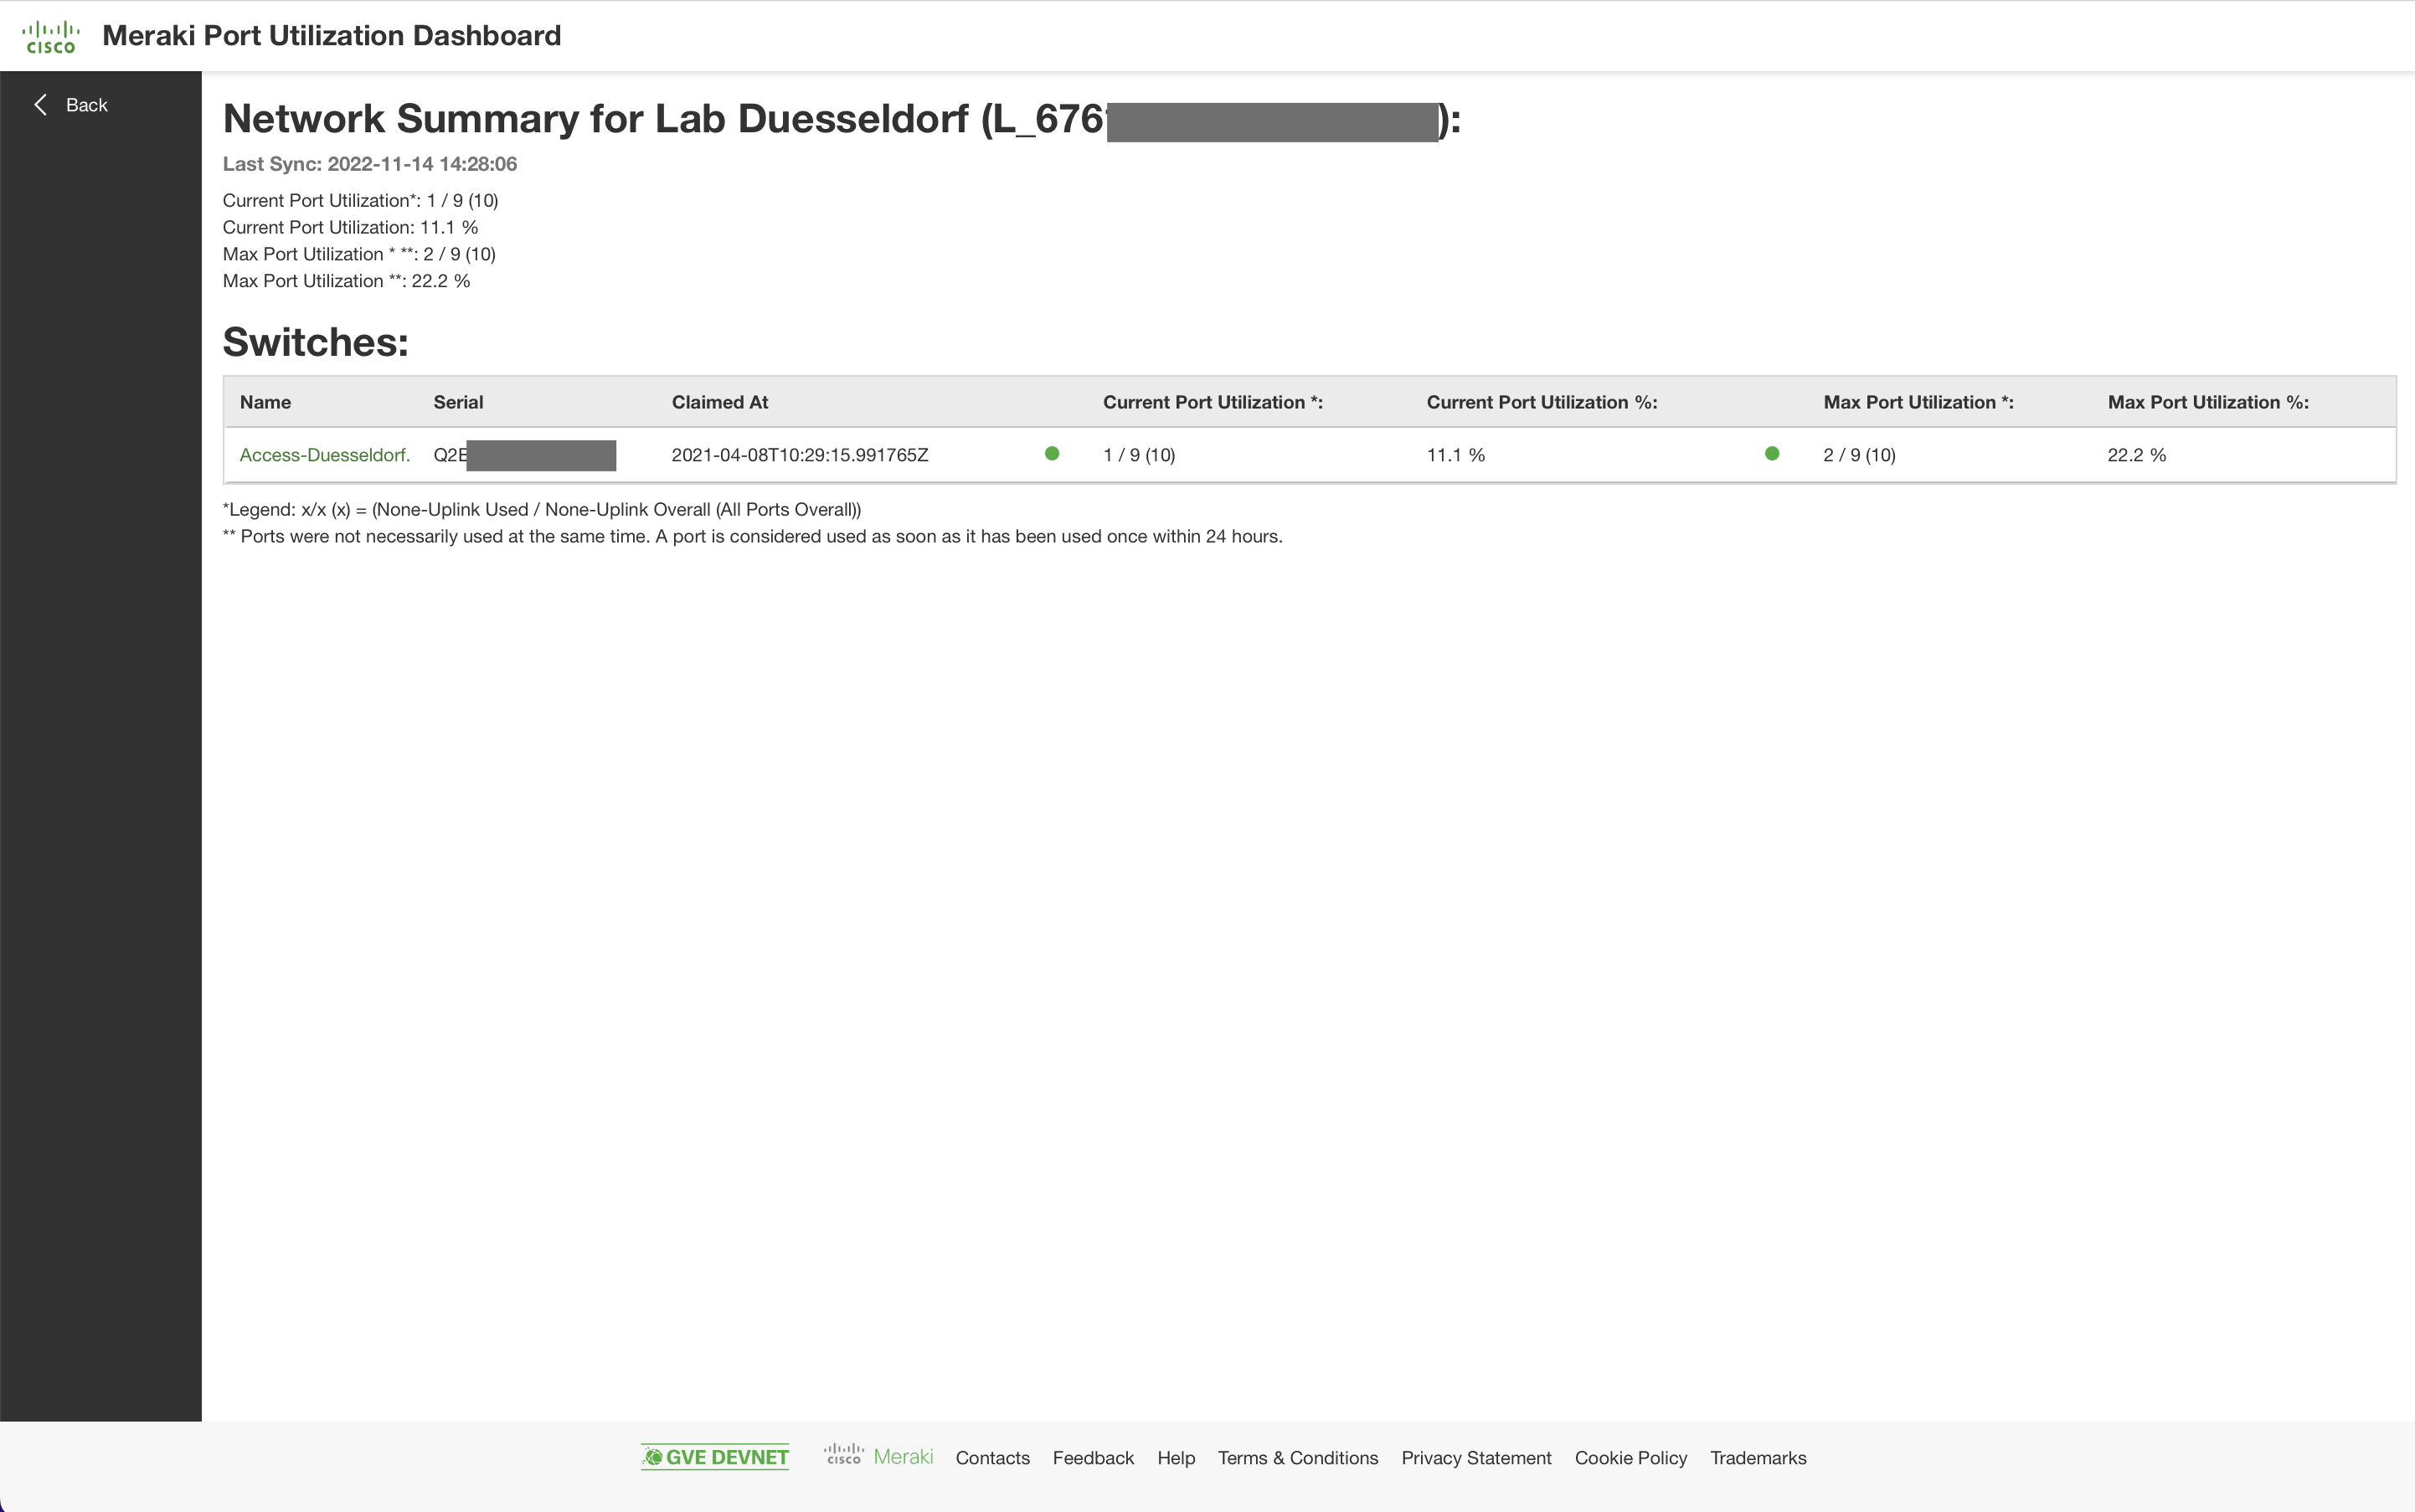 CISCO Meraki Port Utilization Dashboard
Back
Network Summary for Lab Duesseldorf (L_676 ):
Last Sync: 2022-11-14 14:28:06
Current Port Utilization*: 1 / 9 (10)
Current Port Utilization: 11.1 %
Max Port Utilization * **: 2 / 9 (10)
Max Port Utilization **: 22.2 %
Switches:
Name Serial Claimed At Current Port Utilization *: Current Port Utilization %: Max Port Utilization *: Max Port Utilization %:
Access-Duesseldorf. Q2E 2021-04-08T10:29:15.991765Z 1 / 9 (10) 11.1 % 2 / 9 (10) 22.2 %
*Legend: x/x (x) = (None-Uplink Used / None-Uplink Overall (All Ports Overall))
** Ports were not necessarily used at the same time. A port is considered used as soon as it has been used once within 24 hours.
GVE DEVNET CISCO Meraki Contacts Feedback Help Terms & Conditions Privacy Statement Cookie Policy Trademarks